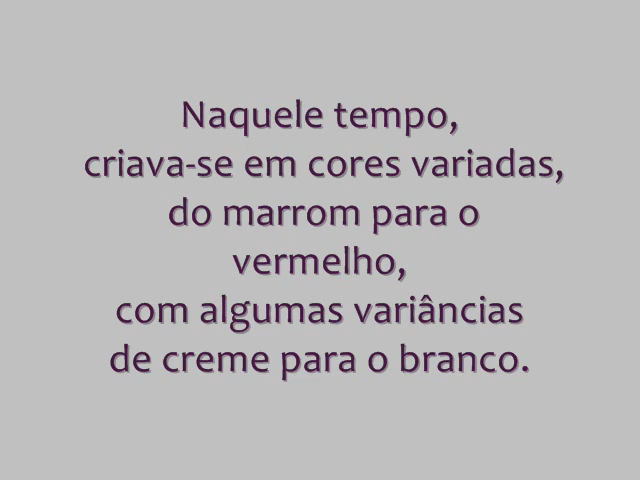 Naquele tempo,
criava-se em cores variadas,
do marrom para o
vermelho,
com algumas variâncias
de creme para o branco.